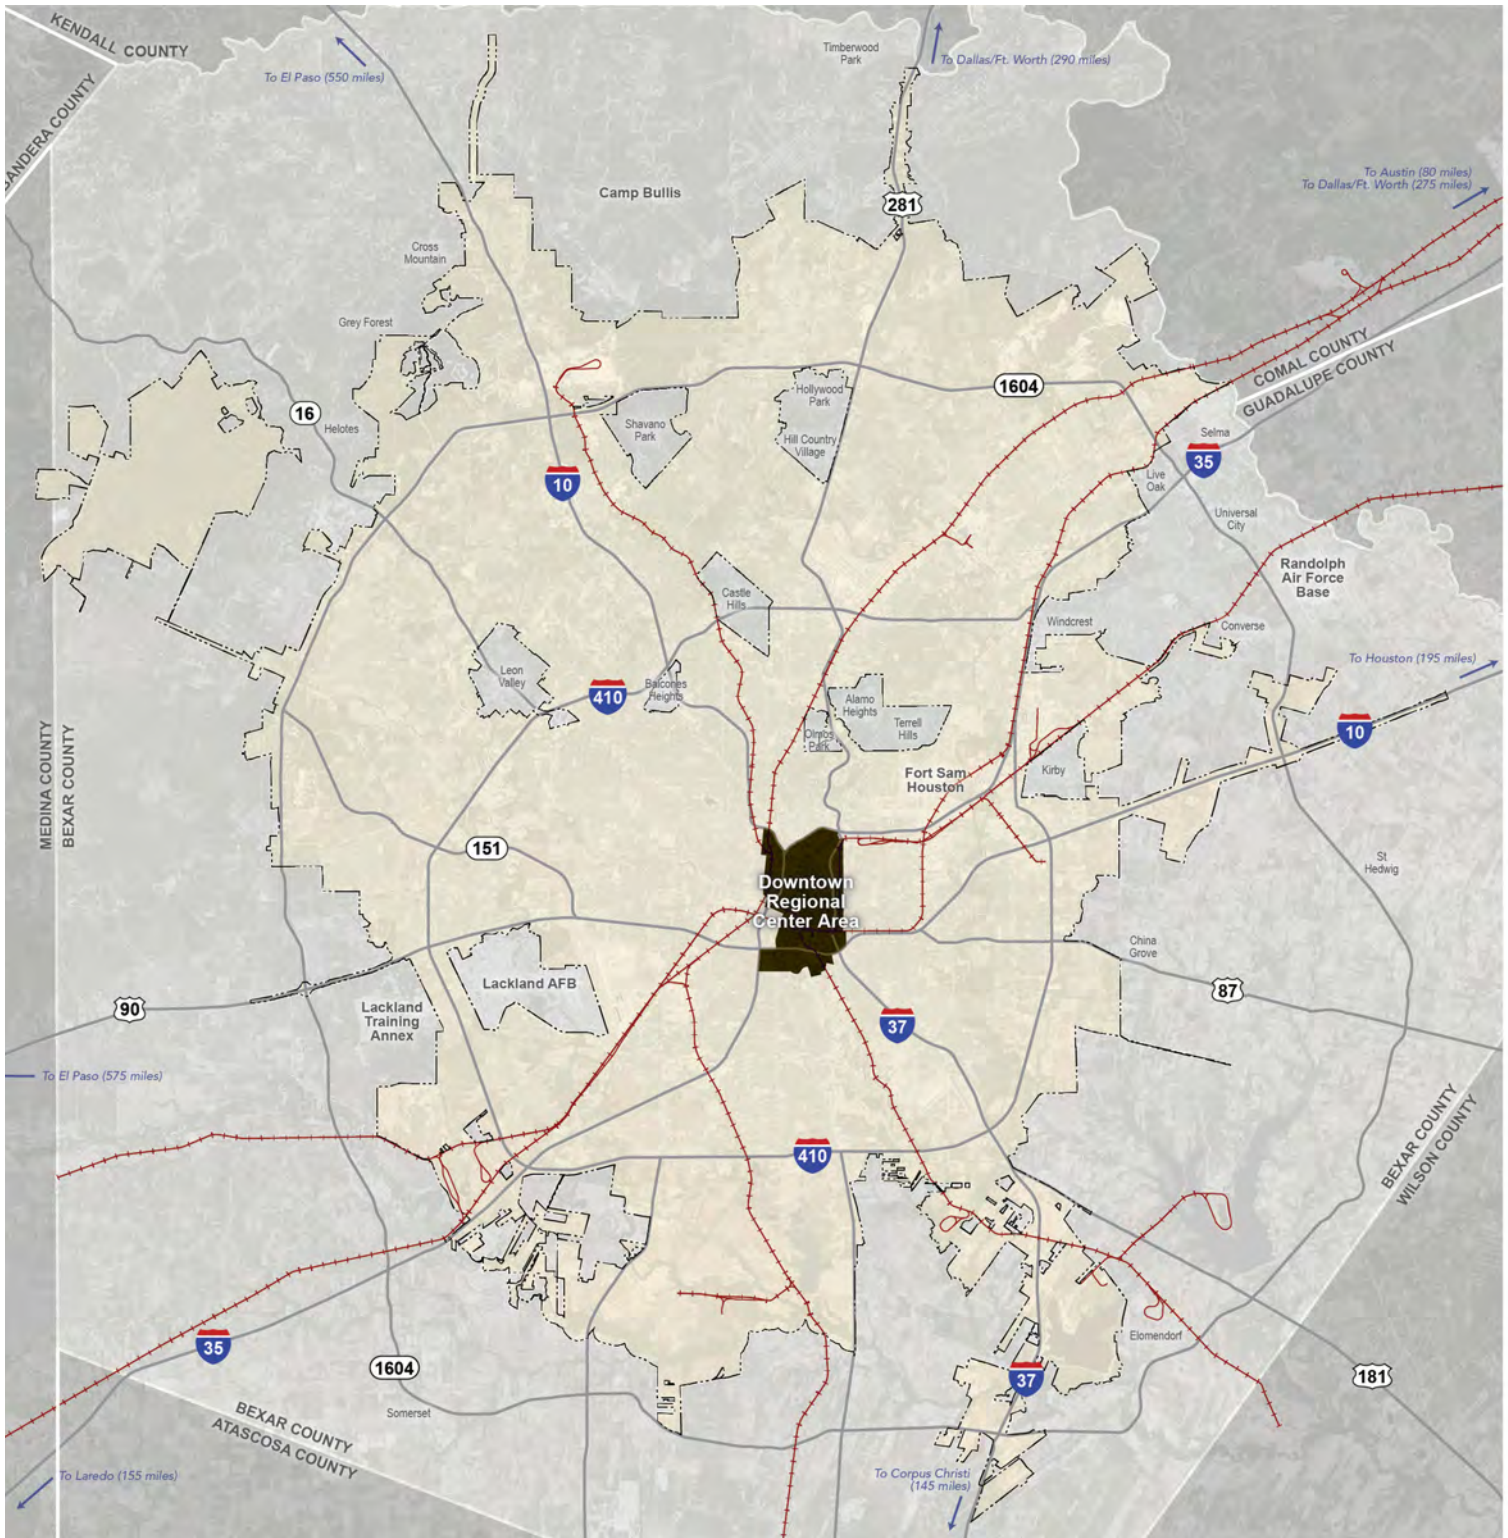 KENDALL COUNTY
BANDERA COUNTY
To El Paso (550 miles)
Timberwood
Park
To Dallas/Ft. Worth (290 miles)
To Austin (80 miles)
To Dallas/Ft. Worth (275 miles)
Camp Bullis
281
Cross
Mountain
Grey Forest
COMAL COUNTY
GUADALUPE COUNTY
1604
Hollywood
Park
16
Helotes
Shavano
Park
Hill Country
Village
Selma
35
Live
Oak
10
Universal
City
Randolph
Air Force
Base
Castle
Hills
Windcrest
Converse
To Houston (195 miles)
Leon
Valley
410
Balcones
Heights
Alamo
Heights
Terrell
Hills
Olmos
Park
10
MEDINA COUNTY
BEXAR COUNTY
Fort Sam
Houston
Kirby
151
St
Hedwig
Downtown
Regional
Center Area
China
Grove
Lackland AFB
87
90
Lackland
Training
Annex
37
To El Paso (575 miles)
410
BEXAR COUNTY
WILSON COUNTY
35
Elomendorf
1604
37
181
Somerset
BEXAR COUNTY
ATASCOSA COUNTY
To Laredo (155 miles)
To Corpus Christi
(145 miles)